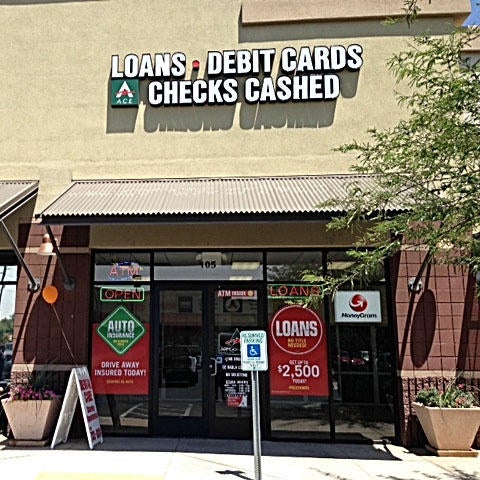 LOANS • DEBIT CARDS
CHECKS CASHED
A
ACE
105
ATM
OPEN
ATM INSIDE
LOANS
AUTO
INSURANCE
DRIVE AWAY
INSURED TODAY!
LOANS
NO TITLE
NEEDED!
GET UP TO
$2,500
TODAY!
MoneyGram
RESERVED
PARKING